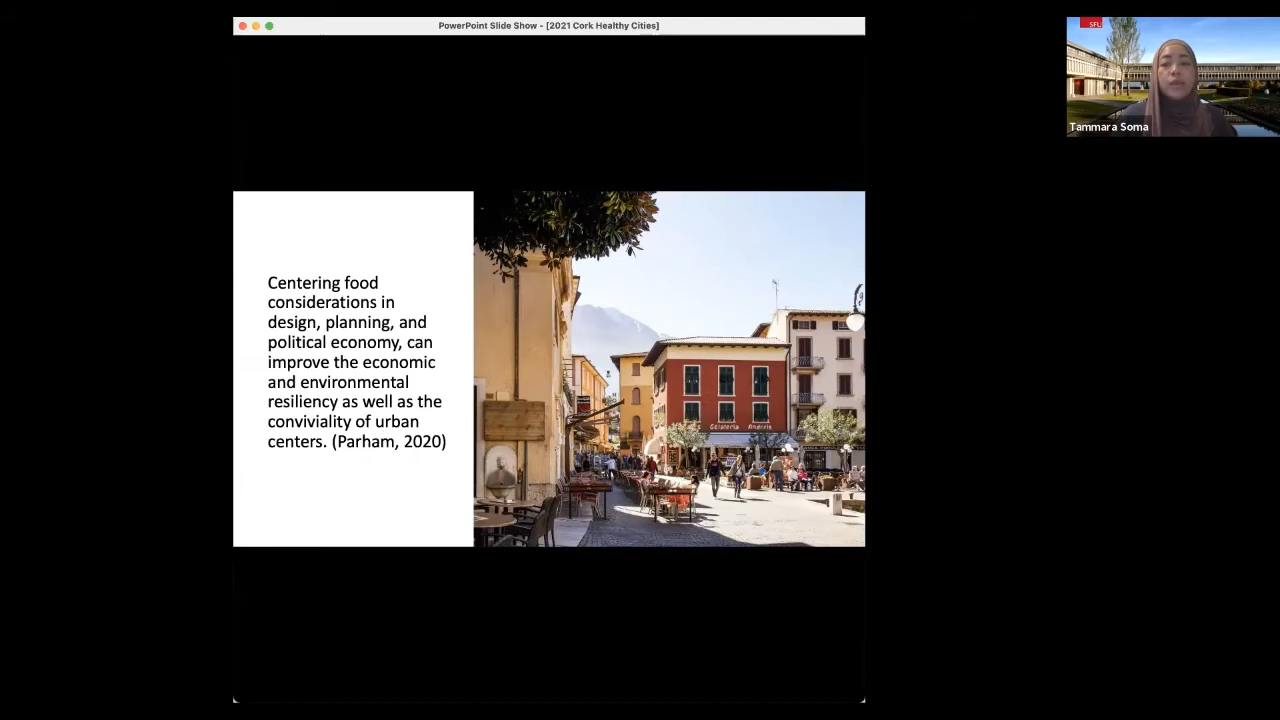 PowerPoint Slide Show - [2021 Cork Healthy Cities]
SFU
Tammara Soma
Centering food
considerations in
design, planning, and
political economy, can
improve the economic
and environmental
resiliency as well as the
conviviality of urban
centers. (Parham, 2020)
Gelateria